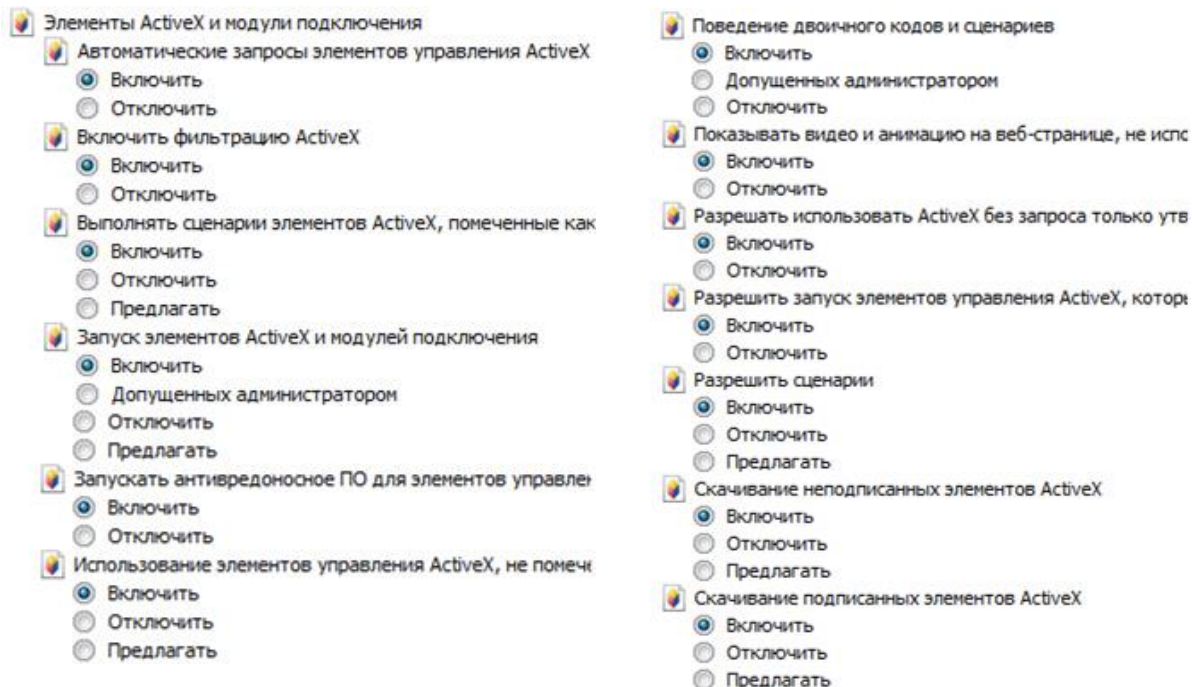 Элементы ActiveX и модули подключения
Автоматические запросы элементов управления ActiveX
Включить
Отключить
Включить фильтрацию ActiveX
Включить
Отключить
Выполнять сценарии элементов ActiveX, помеченные как
Включить
Отключить
Предлагать
Запуск элементов ActiveX и модулей подключения
Включить
Допущенных администратором
Отключить
Предлагать
Запускать антивредоносное ПО для элементов управлен
Включить
Отключить
Использование элементов управления ActiveX, не помече
Включить
Отключить
Предлагать
Поведение двоичного кодов и сценариев
Включить
Допущенных администратором
Отключить
Показывать видео и анимацию на веб-странице, не испо
Включить
Отключить
Разрешать использовать ActiveX без запроса только утв
Включить
Отключить
Разрешить запуск элементов управления ActiveX, которы
Включить
Отключить
Разрешить сценарии
Включить
Отключить
Предлагать
Скачивание неподписанных элементов ActiveX
Включить
Отключить
Предлагать
Скачивание подписанных элементов ActiveX
Включить
Отключить
Предлагать